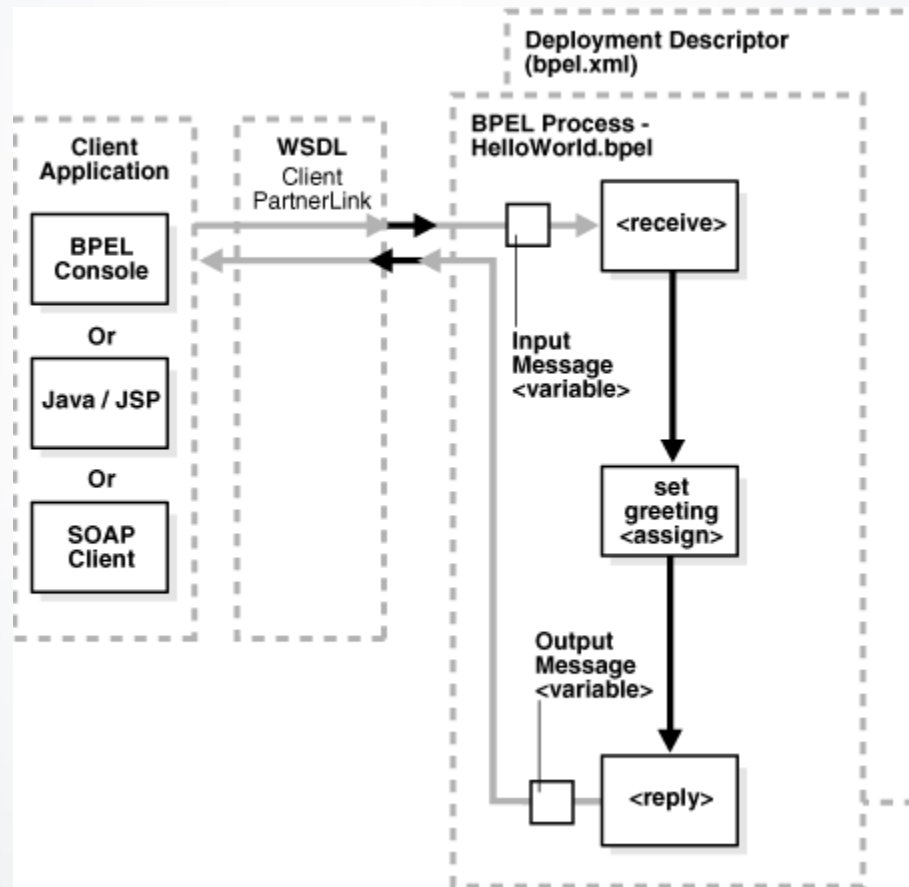 Deployment Descriptor
(bpel.xml)
BPEL Process -
HelloWorld.bpel
Client
Application
WSDL
Client
PartnerLink
BPEL
Console
<receive>
Or
Input
Message
<variable>
Java / JSP
Or
set
greeting
<assign>
SOAP
Client
Output
Message
<variable>
<reply>